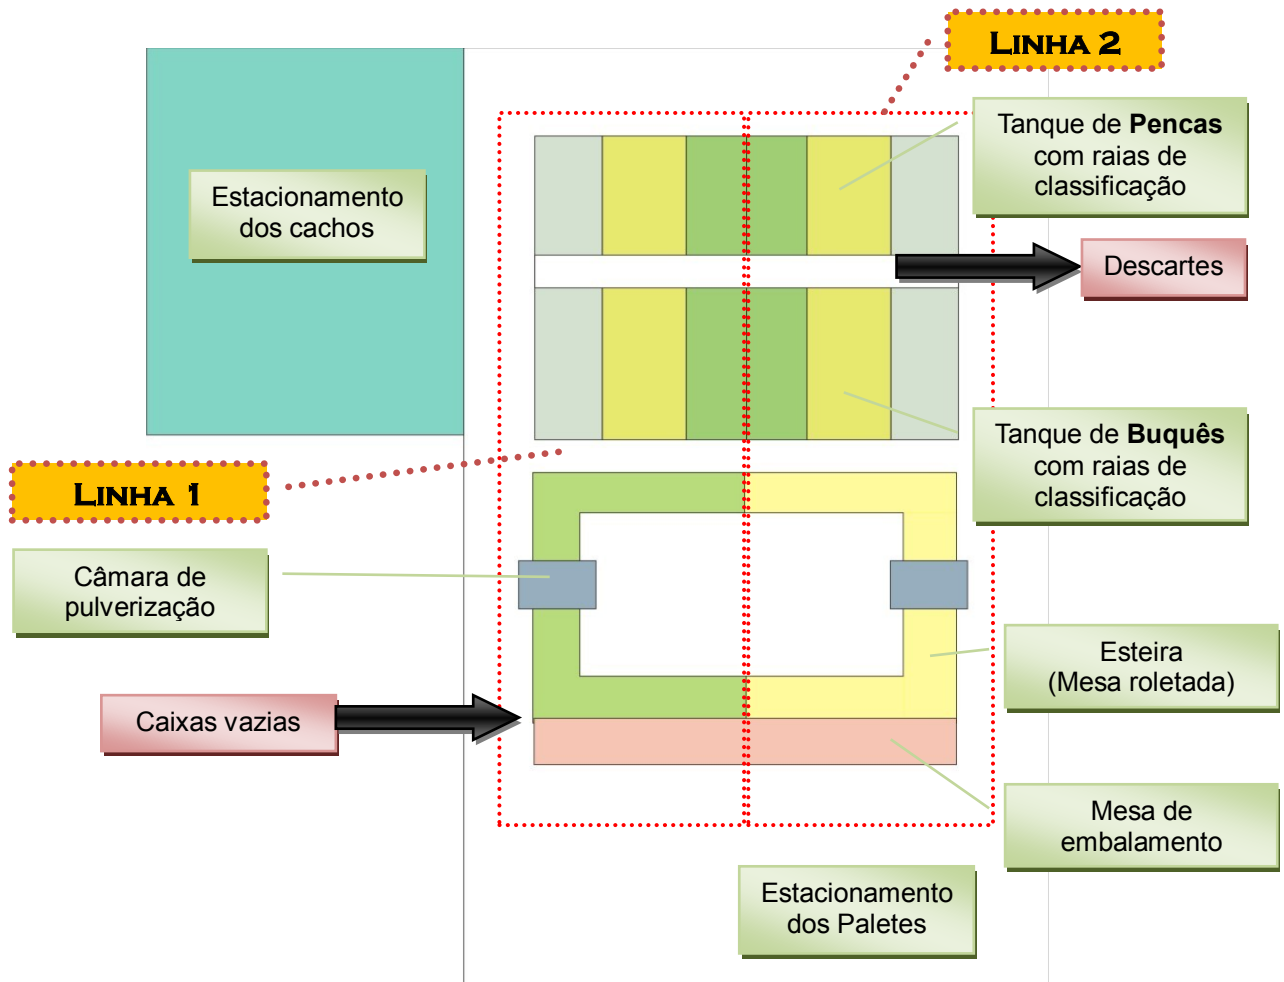 LINHA 2
Tanque de Pencas
com raias de
classificação
Estacionamento
dos cachos
Descartes
Tanque de Buquês
com raias de
classificação
LINHA 1
Câmara de
pulverização
Esteira
(Mesa roletada)
Caixas vazias
Mesa de
embalamento
Estacionamento
dos Paletes